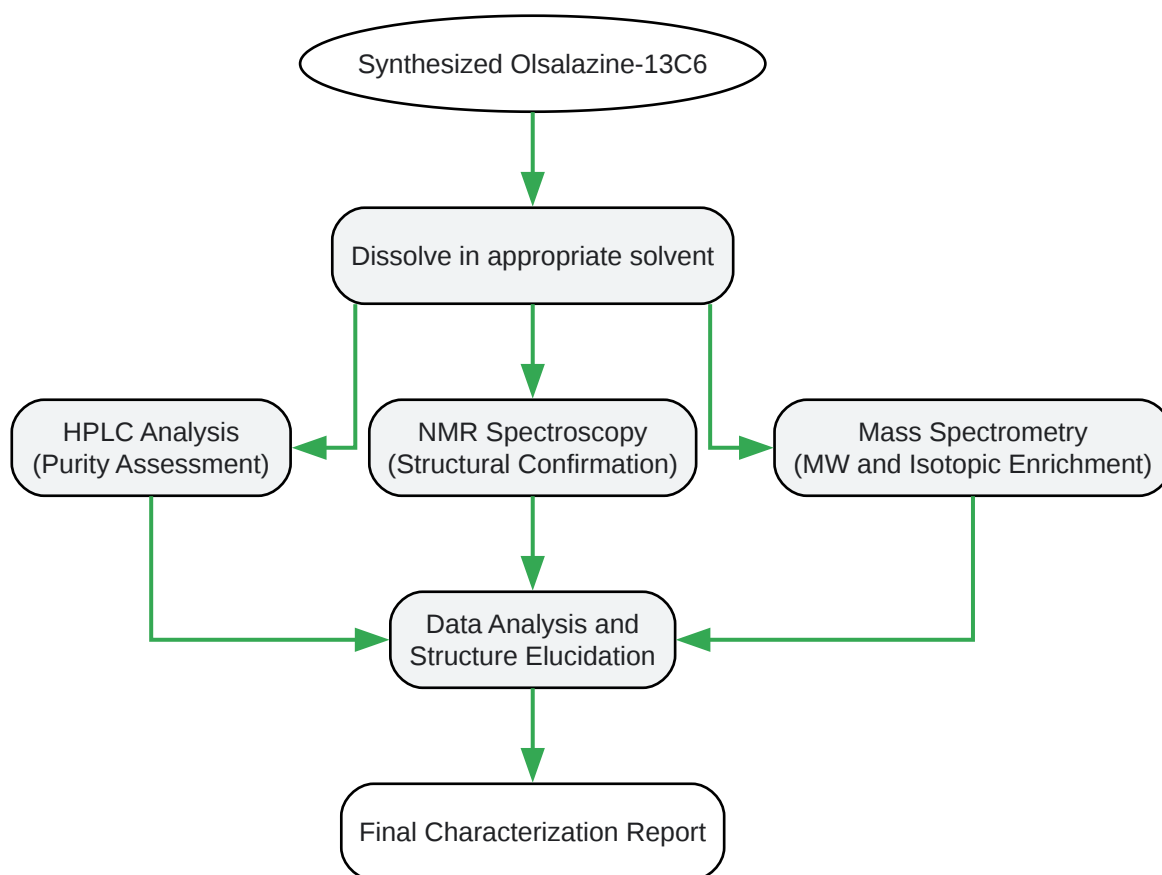 Synthesized Olsalazine-13C6
Dissolve in appropriate solvent
HPLC Analysis
(Purity Assessment)
NMR Spectroscopy
(Structural Confirmation)
Mass Spectrometry
(MW and Isotopic Enrichment)
Data Analysis and
Structure Elucidation
Final Characterization Report